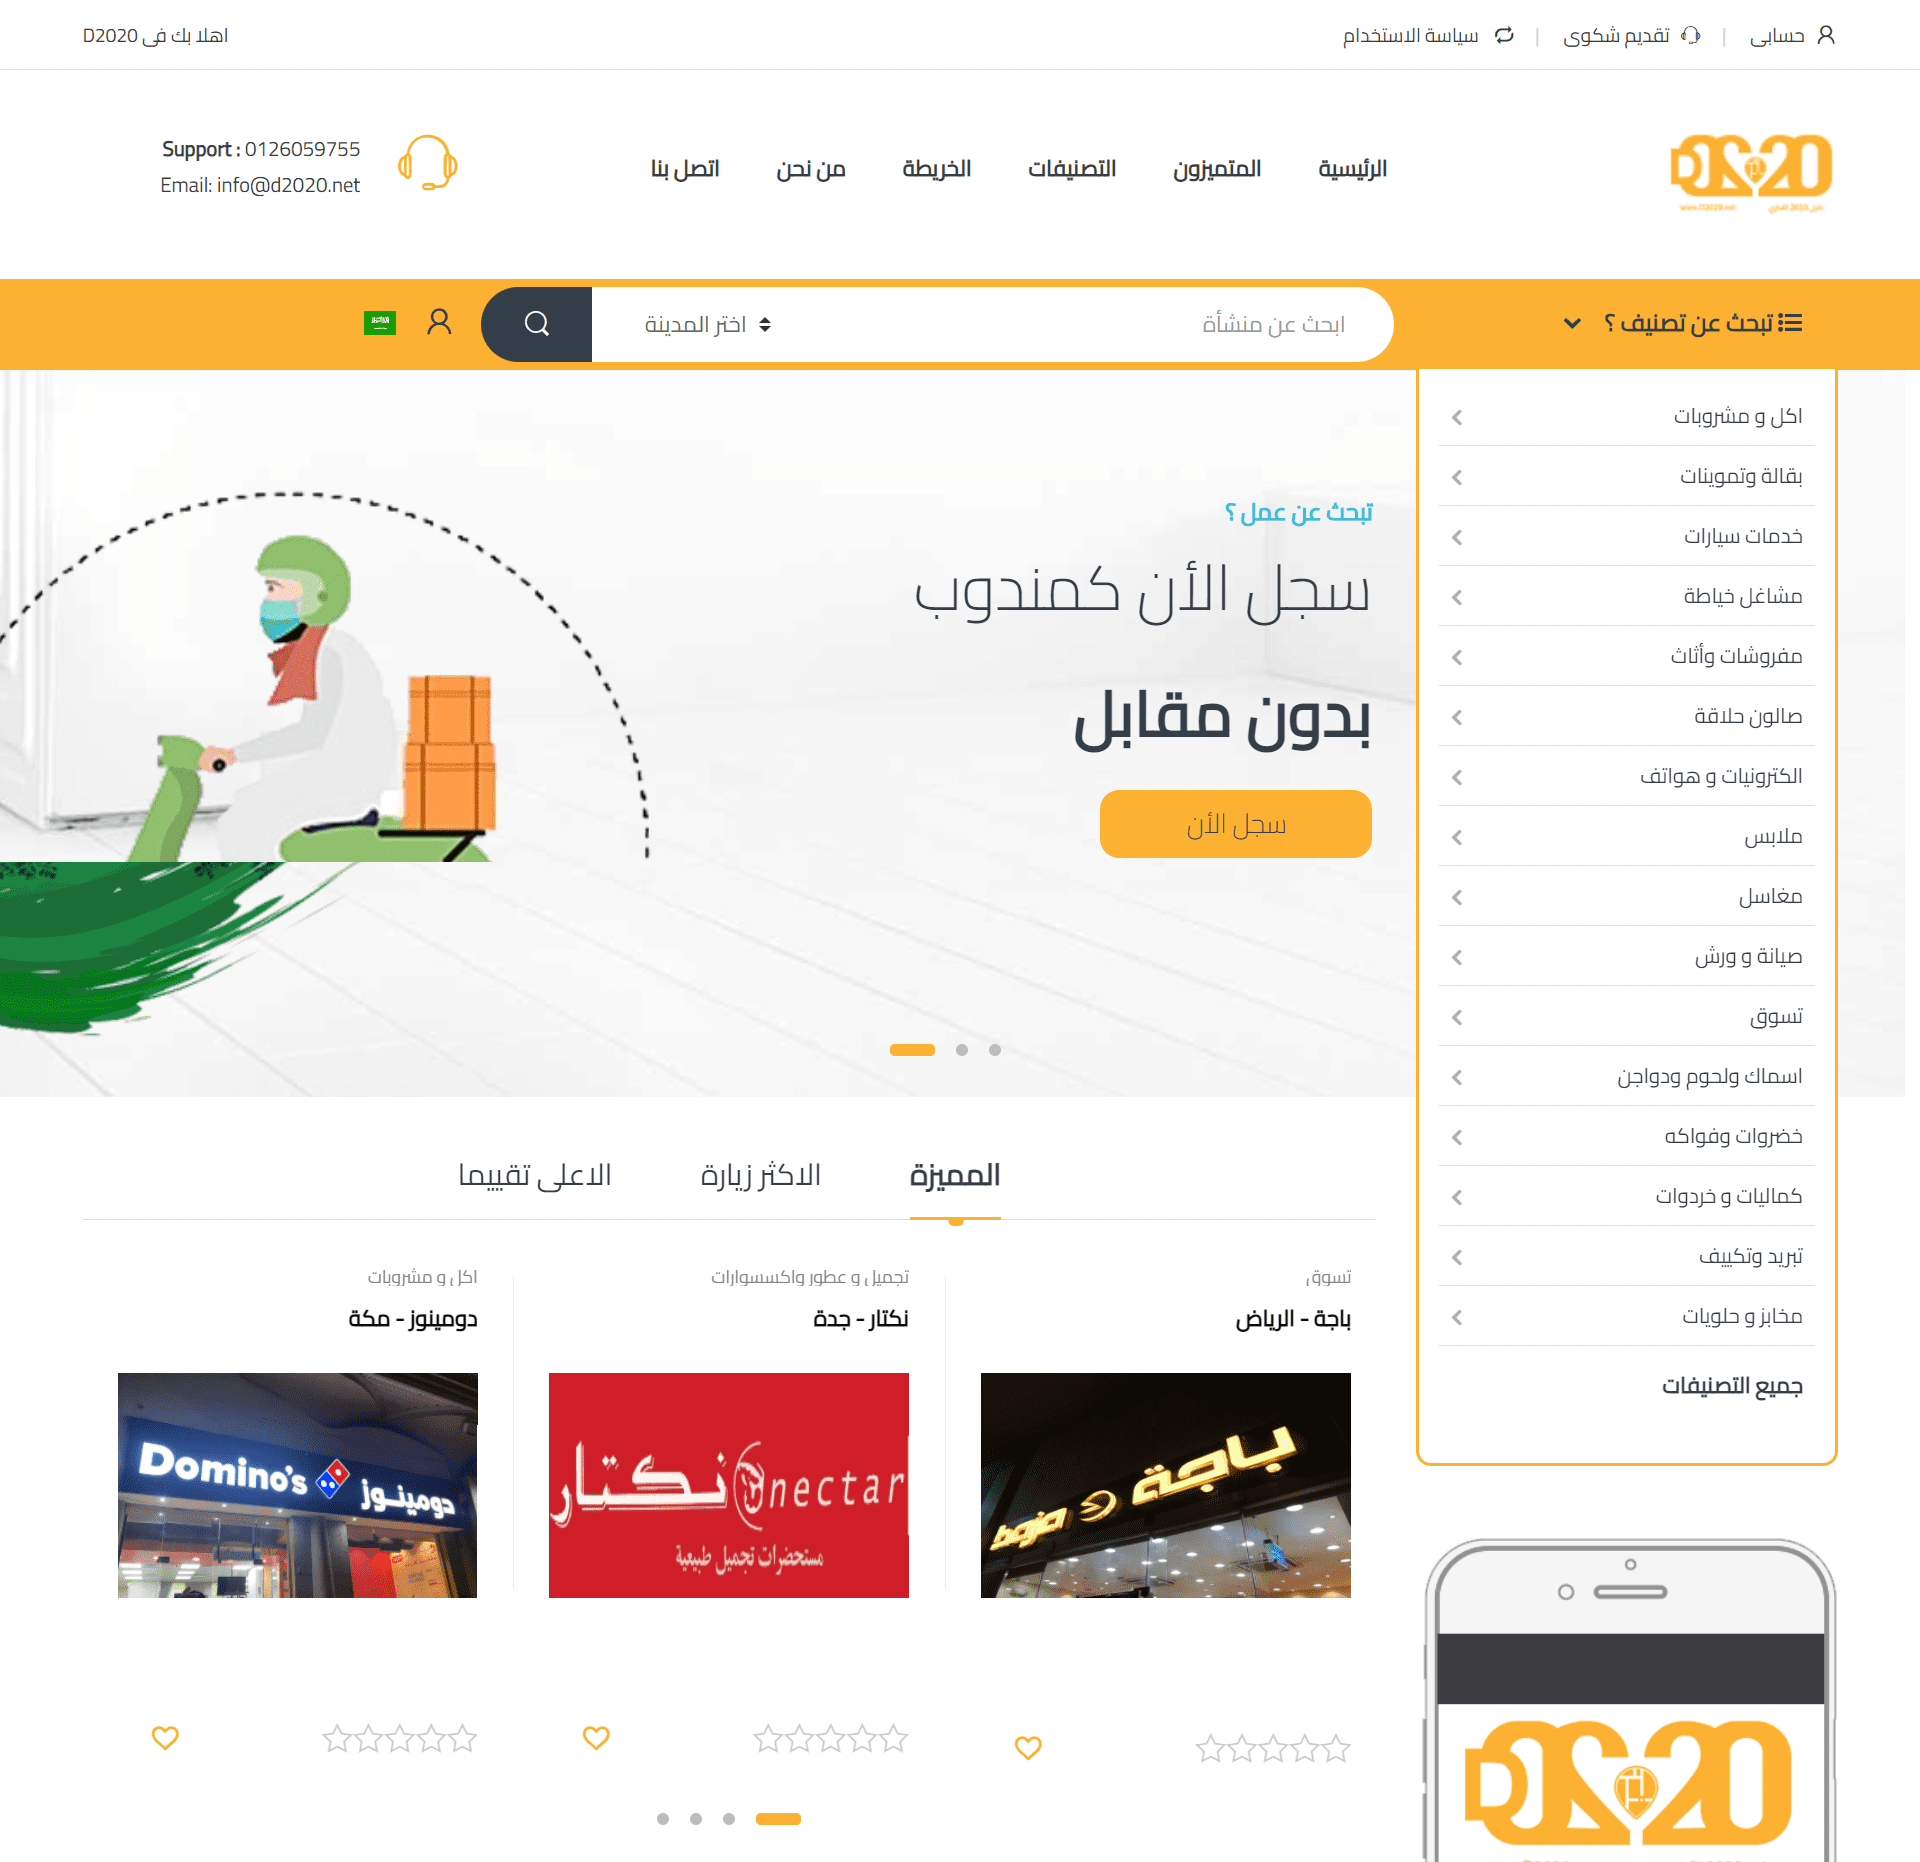 حسابى
تقديم شكوى
سياسة الاستخدام
اهلا بك فى D2020
D2020
الرئيسية
المتميزون
التصنيفات
الخريطة
من نحن
اتصل بنا
Support : 0126059755
Email: info@d2020.net
تبحث عن تصنيف ؟
ابحث عن منشأة
اختر المدينة
اكل و مشروبات
بقالة وتموينات
خدمات سيارات
مشاغل خياطة
مفروشات وأثاث
صالون حلاقة
الكترونيات و هواتف
ملابس
مغاسل
صيانة و ورش
تسوق
اسماك ولحوم ودواجن
خضروات وفواكه
كماليات و خردوات
تبريد وتكييف
مخابز و حلويات
جميع التصنيفات
تبحث عن عمل ؟
سجل الأن كمندوب
بدون مقابل
سجل الأن
المميزة
الاكثر زيارة
الاعلى تقييما
تسوق
باجة - الرياض
باجة
تجميل و عطور واكسسوارات
نكتار - جدة
نكتار nectar
مستحضرات تجميل طبيعية
اكل و مشروبات
دومينوز - مكة
Domino's دومينوز
D2020